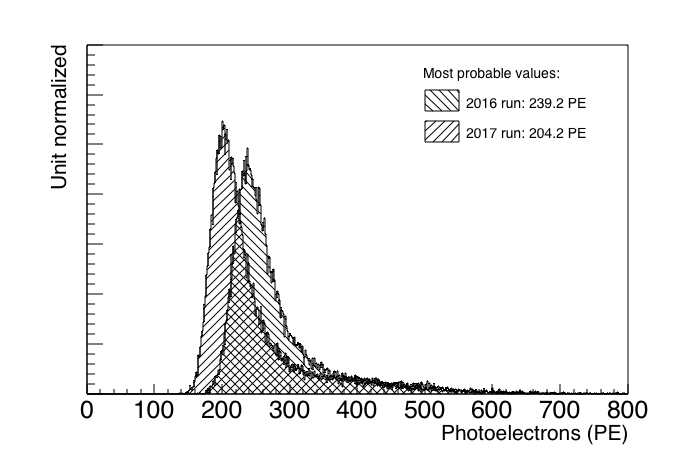 Unit normalized
Most probable values:
2016 run: 239.2 PE
2017 run: 204.2 PE
0 100 200 300 400 500 600 700 800
Photoelectrons (PE)